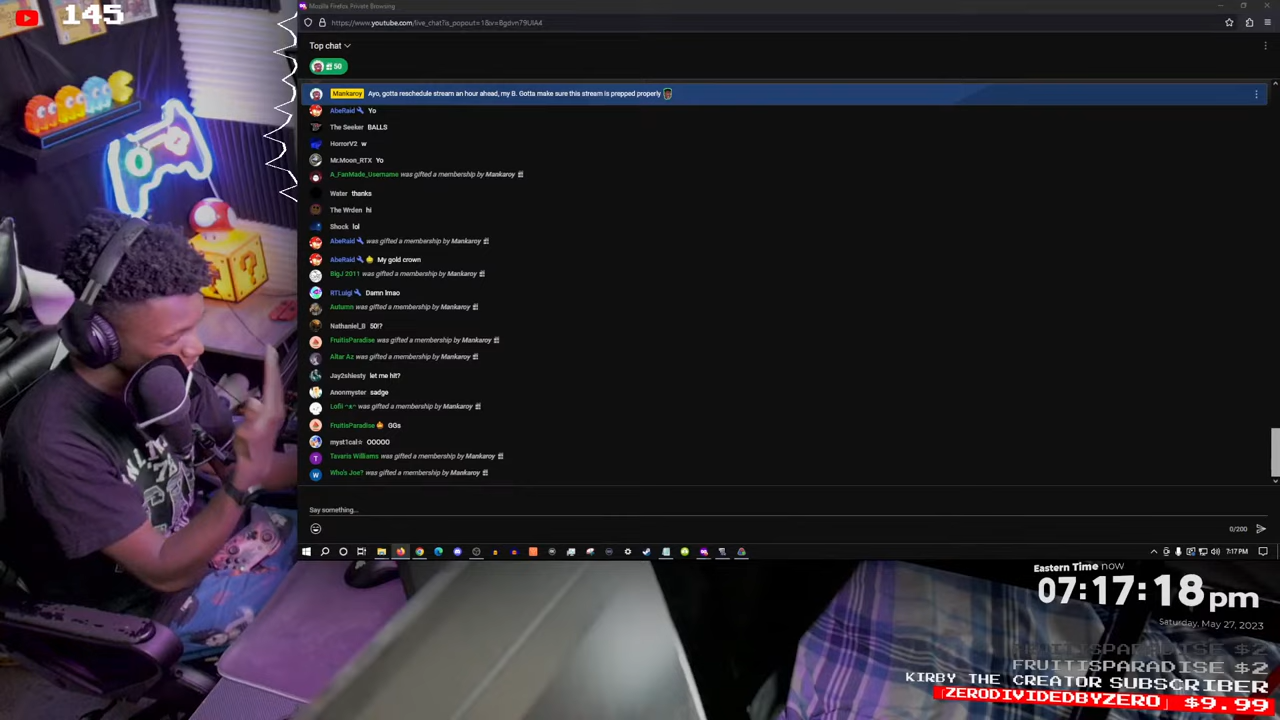 145
Mozilla Firefox Private Browsing
https://www.youtube.com/live_chat?is_popout=1&v=8gdvn79UIA4
Top chat
50
Mankaroy Ayo, gotta reschedule stream an hour ahead, my B. Gotta make sure this stream is prepped properly
AbeRaid Yo
The Seeker BALLS
HorrorV2 w
Mr.Moon_RTX Yo
A_FanMade_Username was gifted a membership by Mankaroy
Water thanks
The Wrden hi
Shock lol
AbeRaid was gifted a membership by Mankaroy
AbeRaid My gold crown
BigJ 2011 was gifted a membership by Mankaroy
RTLuigi Damn lmao
Autumn was gifted a membership by Mankaroy
Nathaniel_B 50!?
FruitisParadise was gifted a membership by Mankaroy
Altar Az was gifted a membership by Mankaroy
Jay2shiesty let me hit?
Anonmyster sadge
was gifted a membership by Mankaroy
FruitisParadise GGs
myst1cal☆ OOOOO
Tavaris Williams was gifted a membership by Mankaroy
W Who's Joe? was gifted a membership by Mankaroy
Say something...
0/200
7:17 PM
Eastern Time now
07:17:18 pm
Saturday, May 27, 2023
FRUITISPARADISE $2
FRUITISPARADISE $2
KIRBY THE CREATOR SUBSCRIBER
ZERODIVIDEDBYZERO $9.99